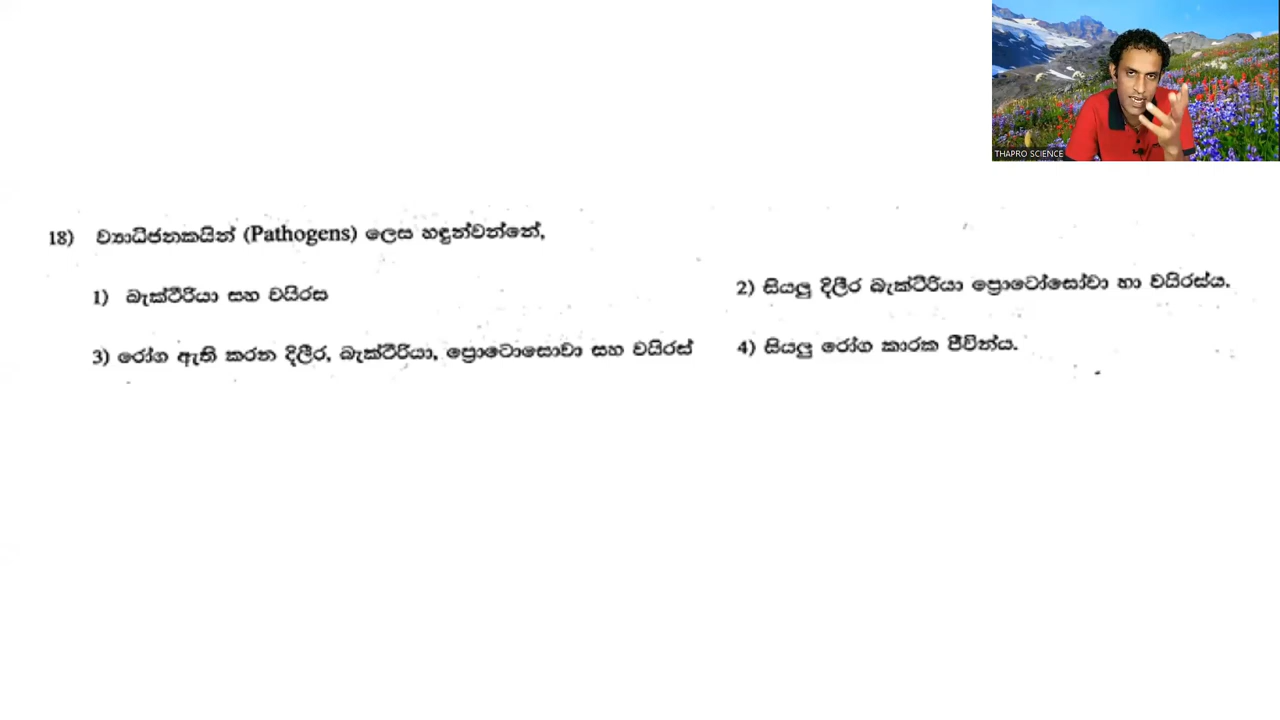 THAPRO SCIENCE
18) ව්‍යාධිජනකයින් (Pathogens) ලෙස හඳුන්වන්නේ,
1) බැක්ටීරියා සහ වයිරස
2) සියලු දිලීර බැක්ටීරියා ප්‍රොටෝසෝවා හා වයිරස්ය.
3) රෝග ඇති කරන දිලීර, බැක්ටීරියා, ප්‍රොටොසොවා සහ වයිරස්
4) සියලු රෝග කාරක ජීවීන්ය.